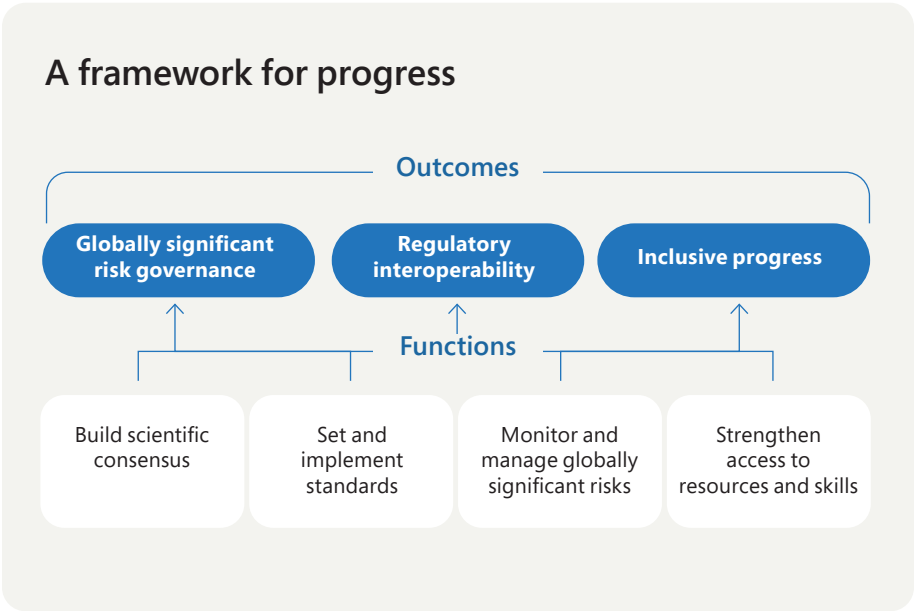 A framework for progress
Outcomes
Globally significant
risk governance
Regulatory
interoperability
Inclusive progress
Functions
Build scientific
consensus
Set and
implement
standards
Monitor and
manage globally
significant risks
Strengthen
access to
resources and skills